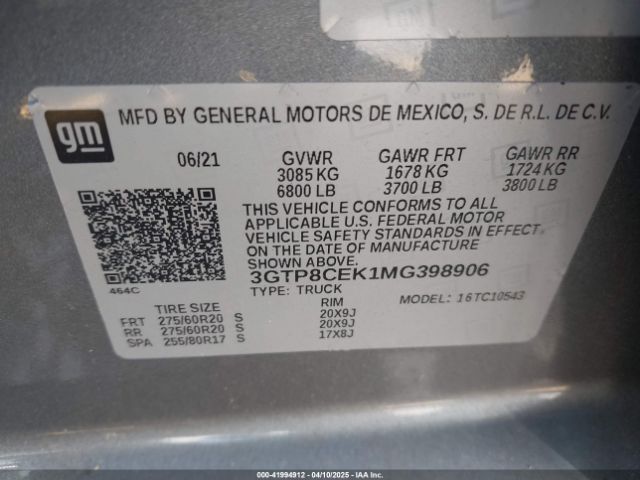 gm
MFD BY GENERAL MOTORS DE MEXICO, S. DE R.L. DE C.V.
06/21 GVWR GAWR FRT GAWR RR
3085 KG 1678 KG 1724 KG
6800 LB 3700 LB 3800 LB
THIS VEHICLE CONFORMS TO ALL
APPLICABLE U.S. FEDERAL MOTOR
VEHICLE SAFETY STANDARDS IN EFFECT
ON THE DATE OF MANUFACTURE
SHOWN ABOVE.
3GTP8CEK1MG398906
464C TYPE: TRUCK MODEL: 16TC10543
TIRE SIZE RIM
FRT 275/60R20 S 20X9J
RR 275/60R20 S 20X9J
SPA 255/80R17 S 17X8J
000-41994912 - 04/10/2025 - IAA Inc.